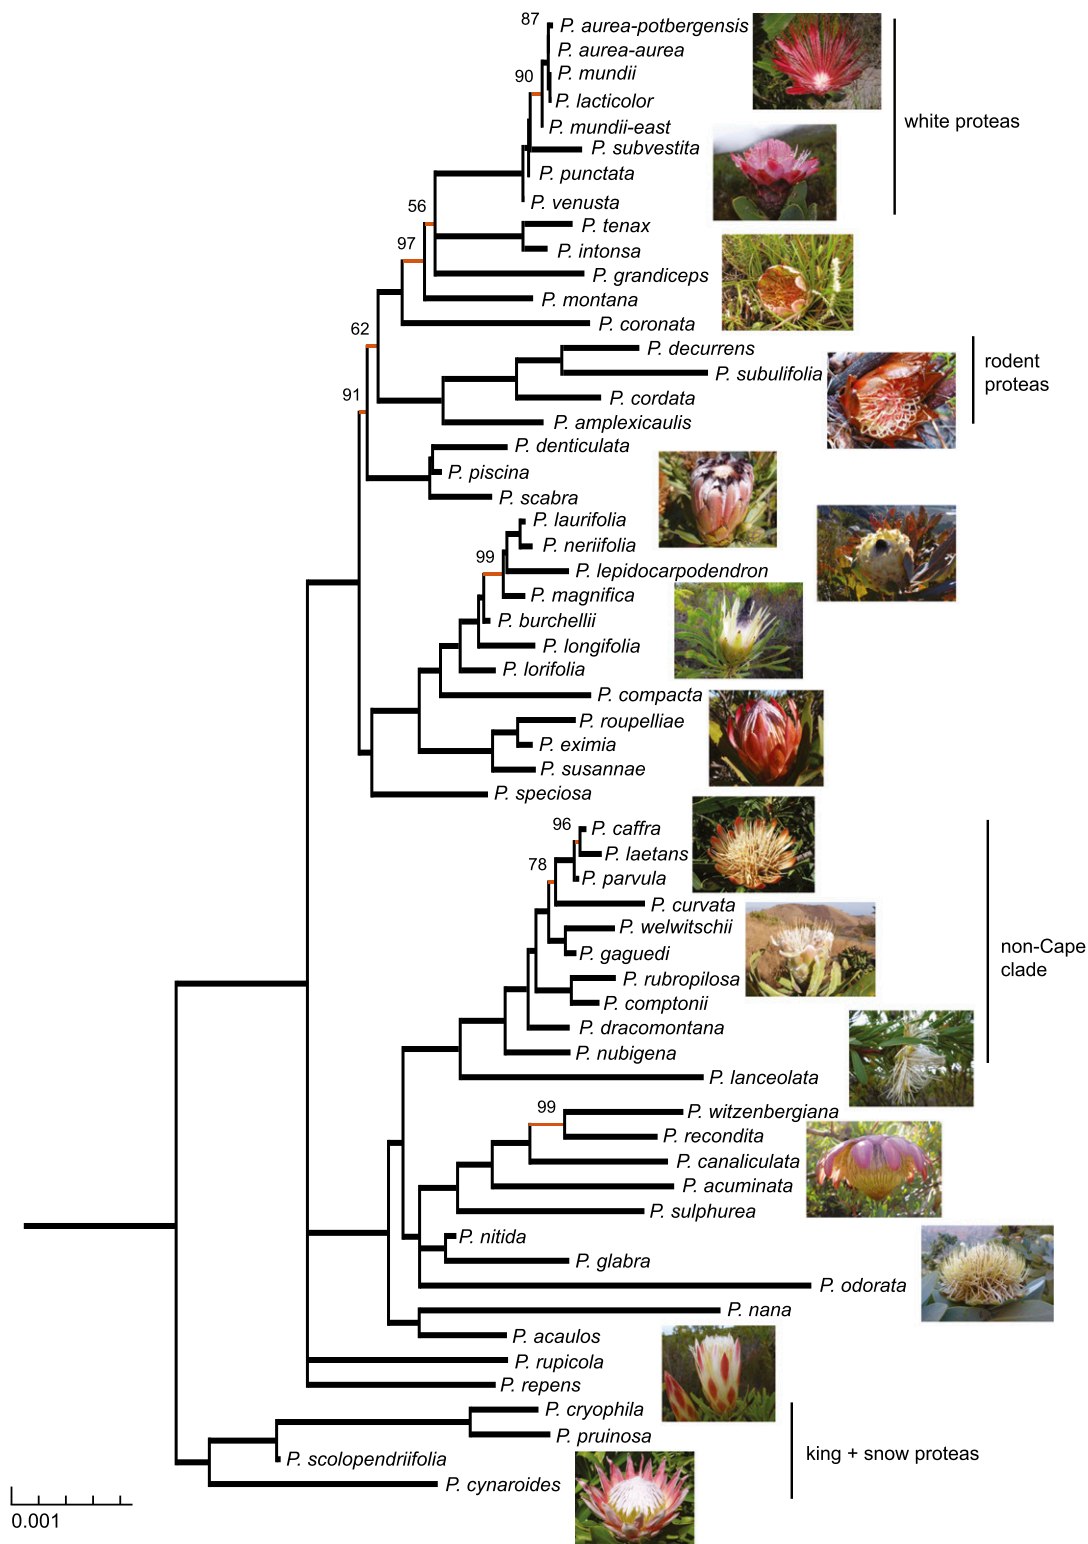 87
P. aurea-potbergensis
P. aurea-aurea
P. mundii
90
P. lacticolor
white proteas
P. mundii-east
P. subvestita
P. punctata
P. venusta
56
P. tenax
97
P. intonsa
P. grandiceps
P. montana
P. coronata
62
P. decurrens
rodent
proteas
P. subulifolia
91
P. cordata
P. amplexicaulis
P. denticulata
P. piscina
P. scabra
P. laurifolia
P. neriifolia
99
P. lepidocarpodendron
P. magnifica
P. burchellii
P. longifolia
P. lorifolia
P. compacta
P. roupelliae
P. eximia
P. susannae
P. speciosa
96
P. caffra
P. laetans
78
P. parvula
P. curvata
P. welwitschii
non-Cape
clade
P. gaguedi
P. rubropilosa
P. comptonii
P. dracomontana
P. nubigena
P. lanceolata
99
P. witzenbergiana
P. recondita
P. canaliculata
P. acuminata
P. sulphurea
P. nitida
P. glabra
P. odorata
P. nana
P. acaulos
P. rupicola
P. repens
P. cryophila
P. pruinosa
king + snow proteas
P. scolopendriifolia
P. cynaroides
0.001